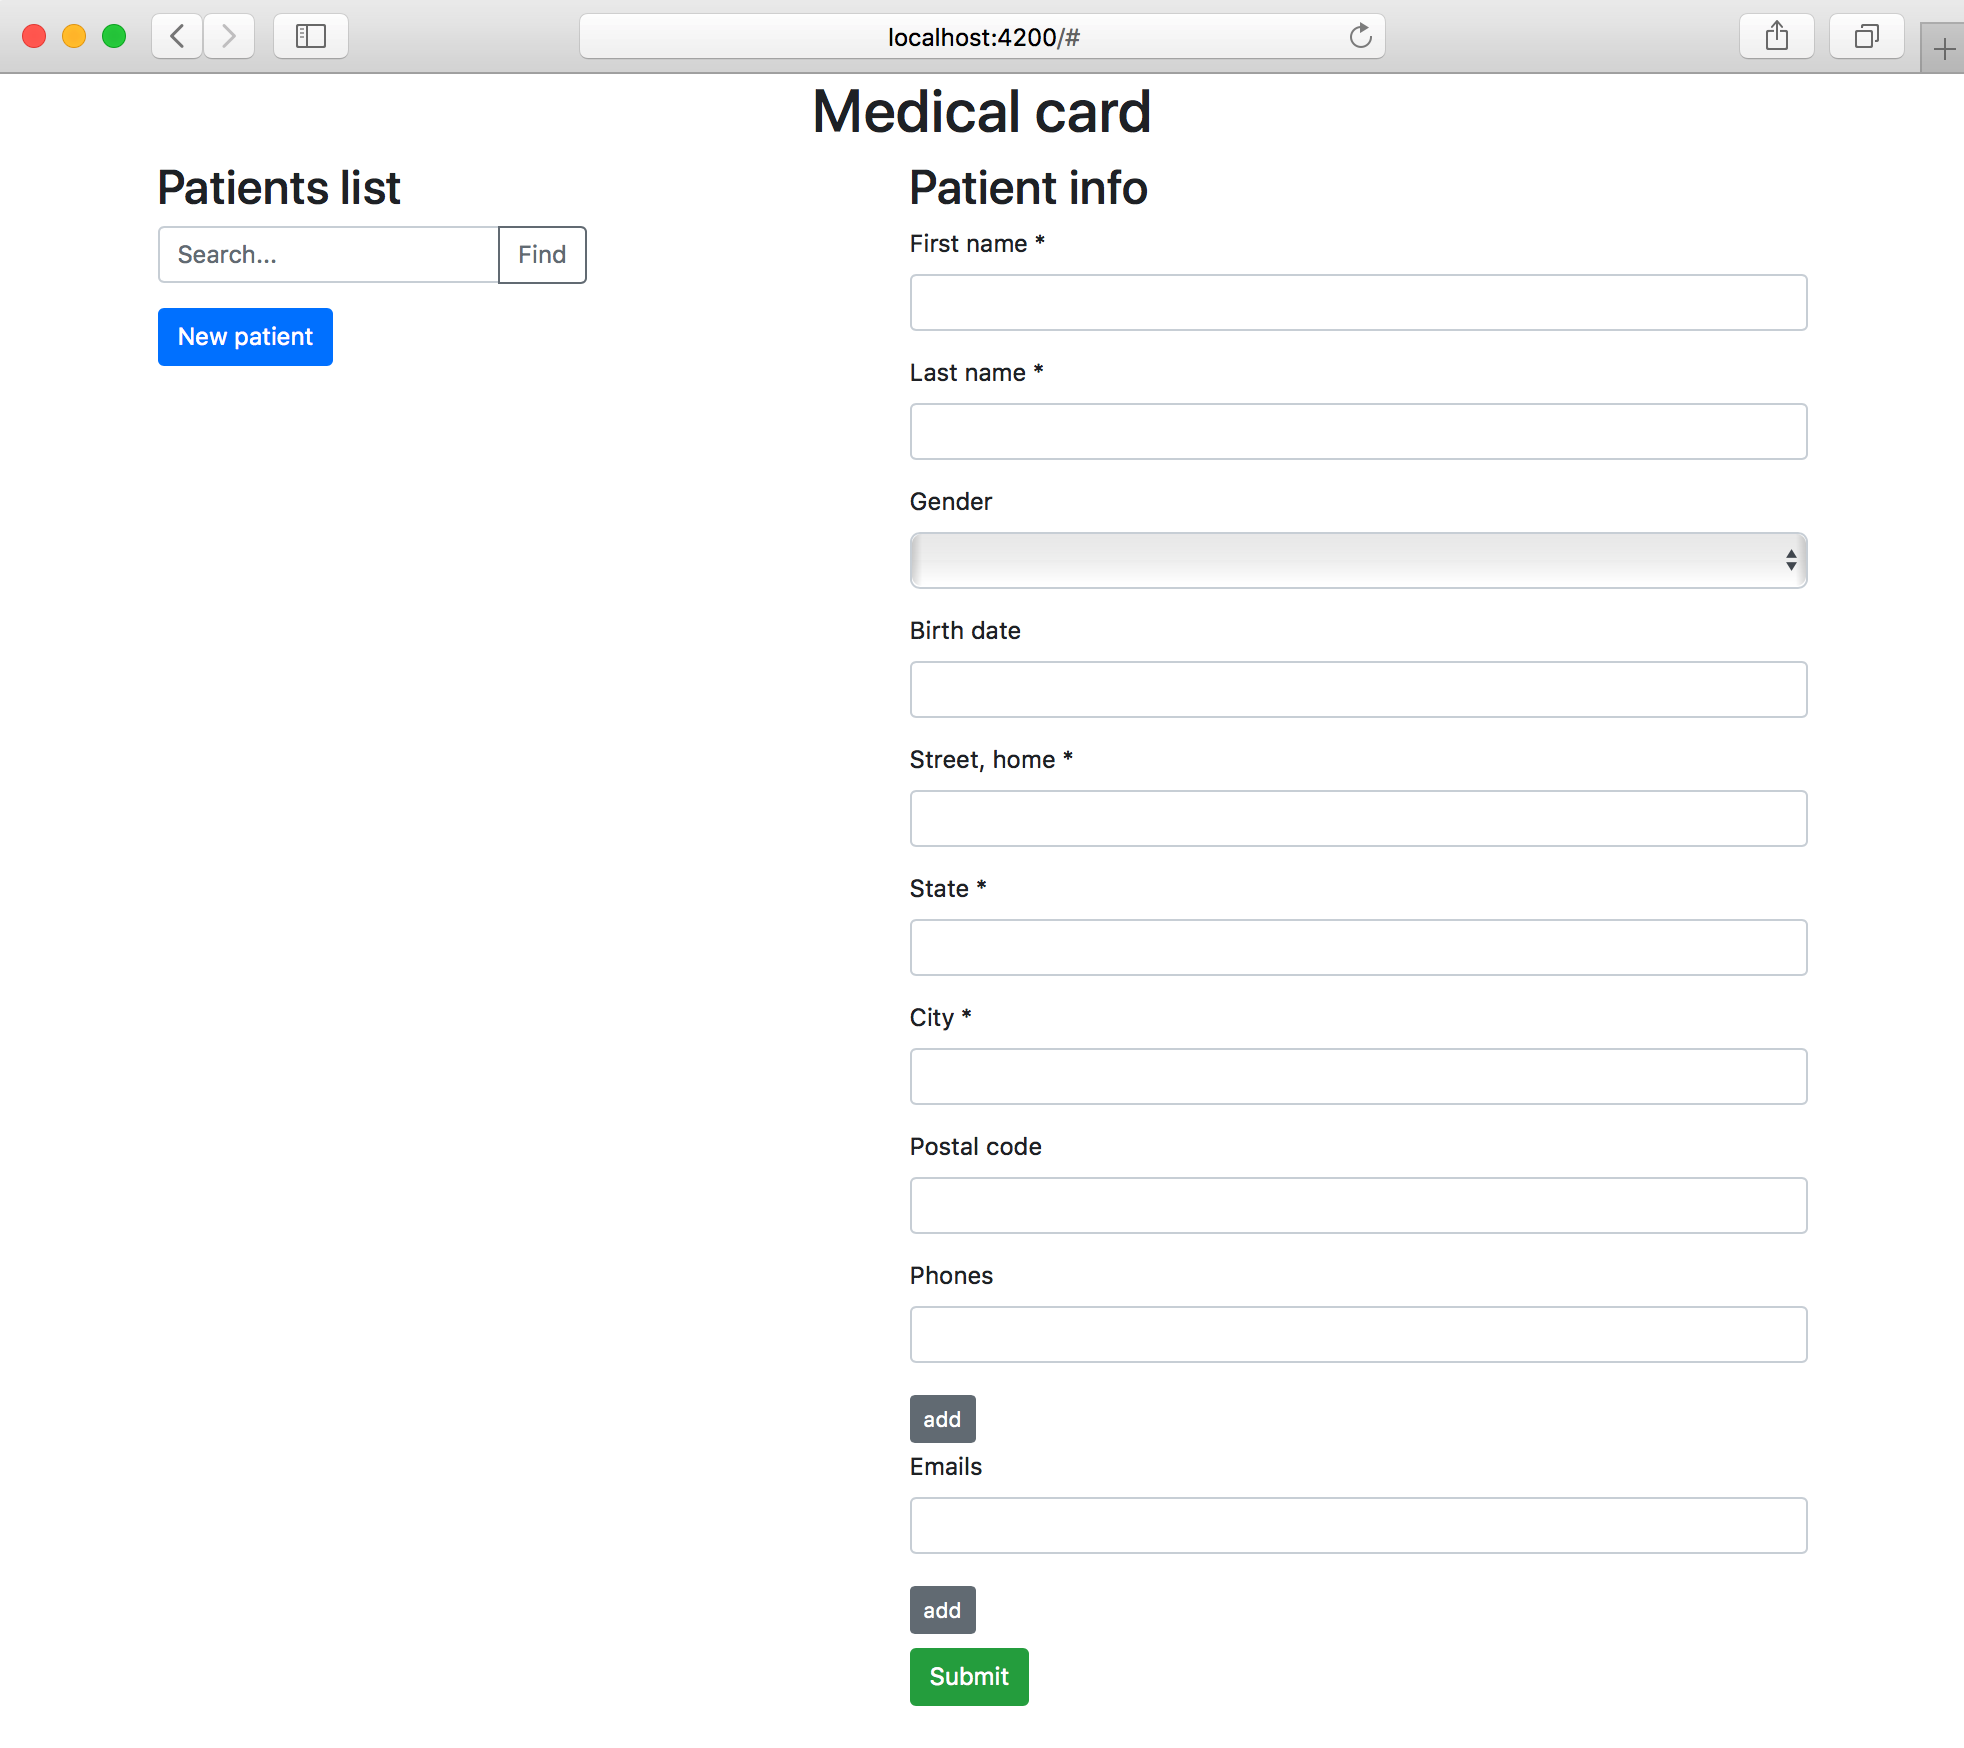 localhost:4200/#
Medical card
Patients list
Search...
Find
New patient
Patient info
First name *
Last name *
Gender
Birth date
Street, home *
State *
City *
Postal code
Phones
add
Emails
add
Submit